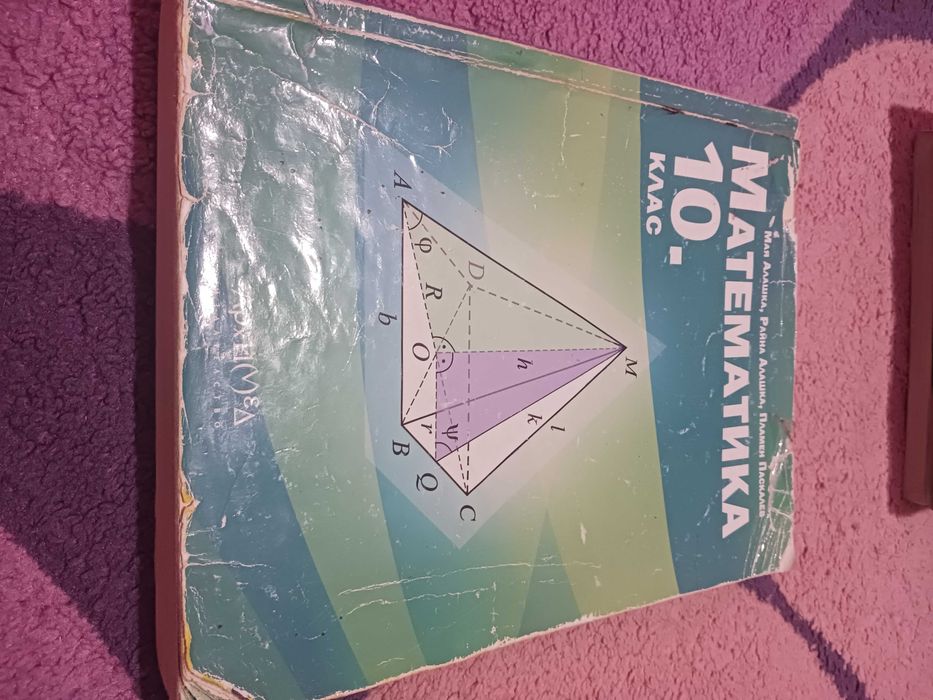 Мая Алашка, Райна Алашка, Пламен Паскалев
МАТЕМАТИКА
10.
КЛАС
M
l
k
h
D
A
φ
R
O
ψ
C
b
r
Q
B